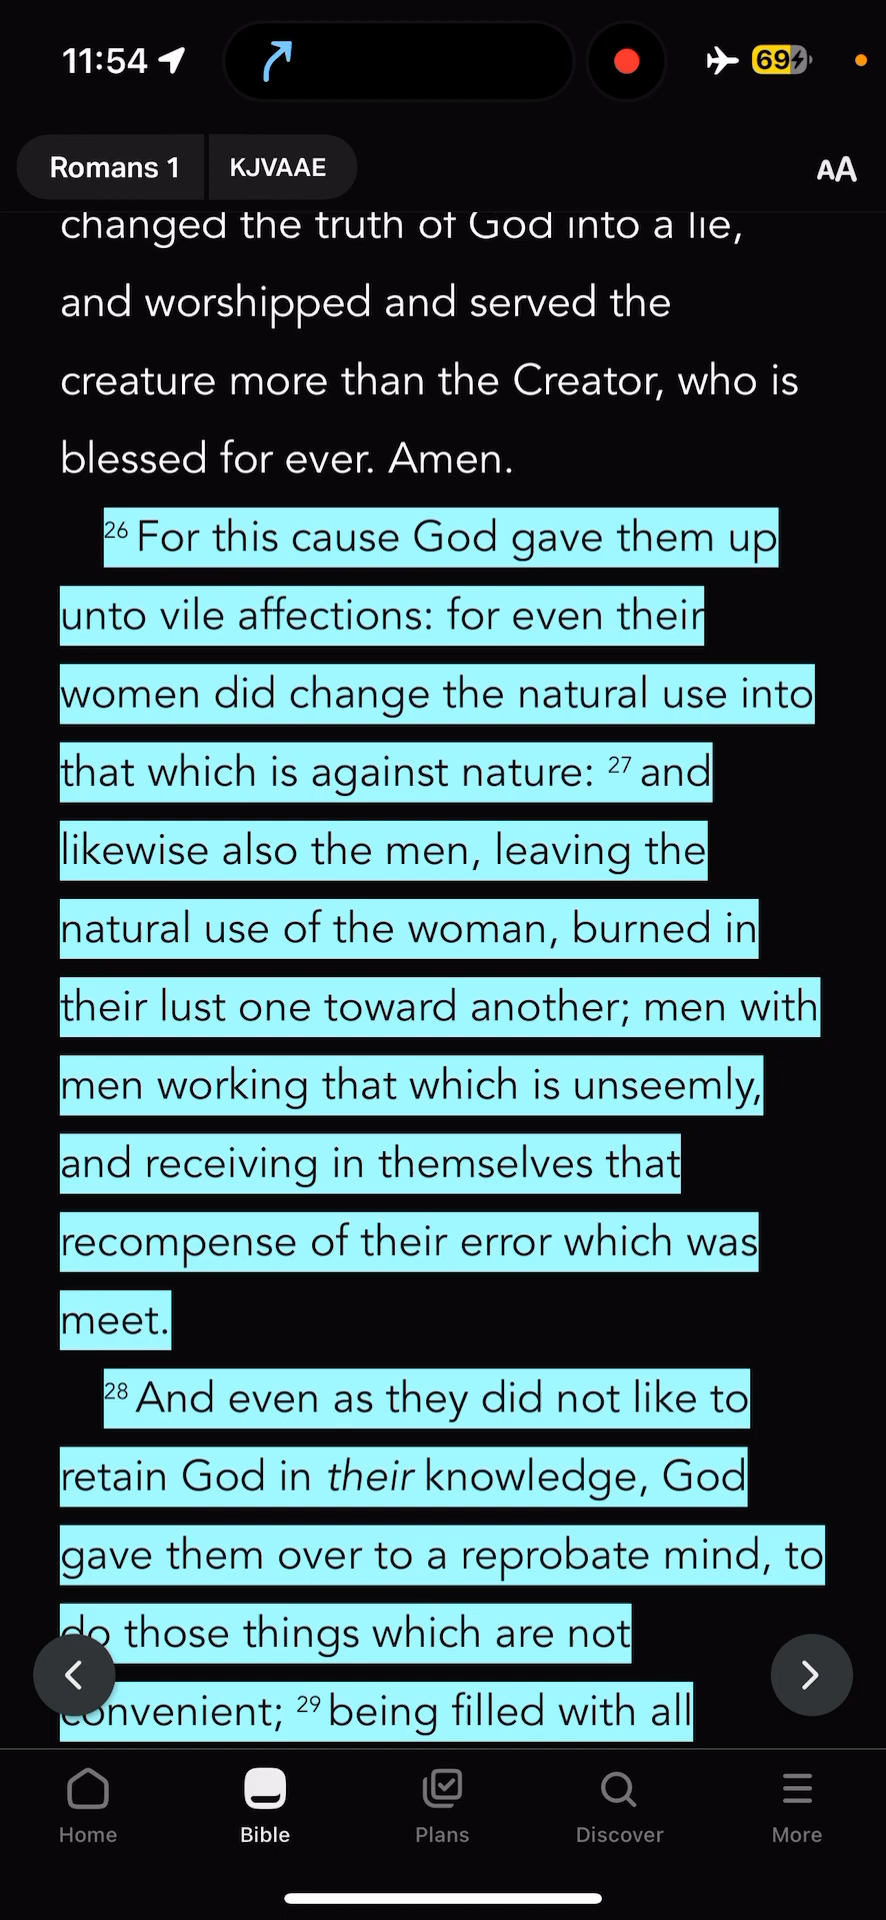 11:54
69
Romans 1
KJVAAE
AA
changed the truth of God into a lie,
and worshipped and served the
creature more than the Creator, who is
blessed for ever. Amen.
26 For this cause God gave them up
unto vile affections: for even their
women did change the natural use into
that which is against nature: 27 and
likewise also the men, leaving the
natural use of the woman, burned in
their lust one toward another; men with
men working that which is unseemly,
and receiving in themselves that
recompense of their error which was
meet.
28 And even as they did not like to
retain God in their knowledge, God
gave them over to a reprobate mind, to
do those things which are not
convenient; 29 being filled with all
Home
Bible
Plans
Discover
More